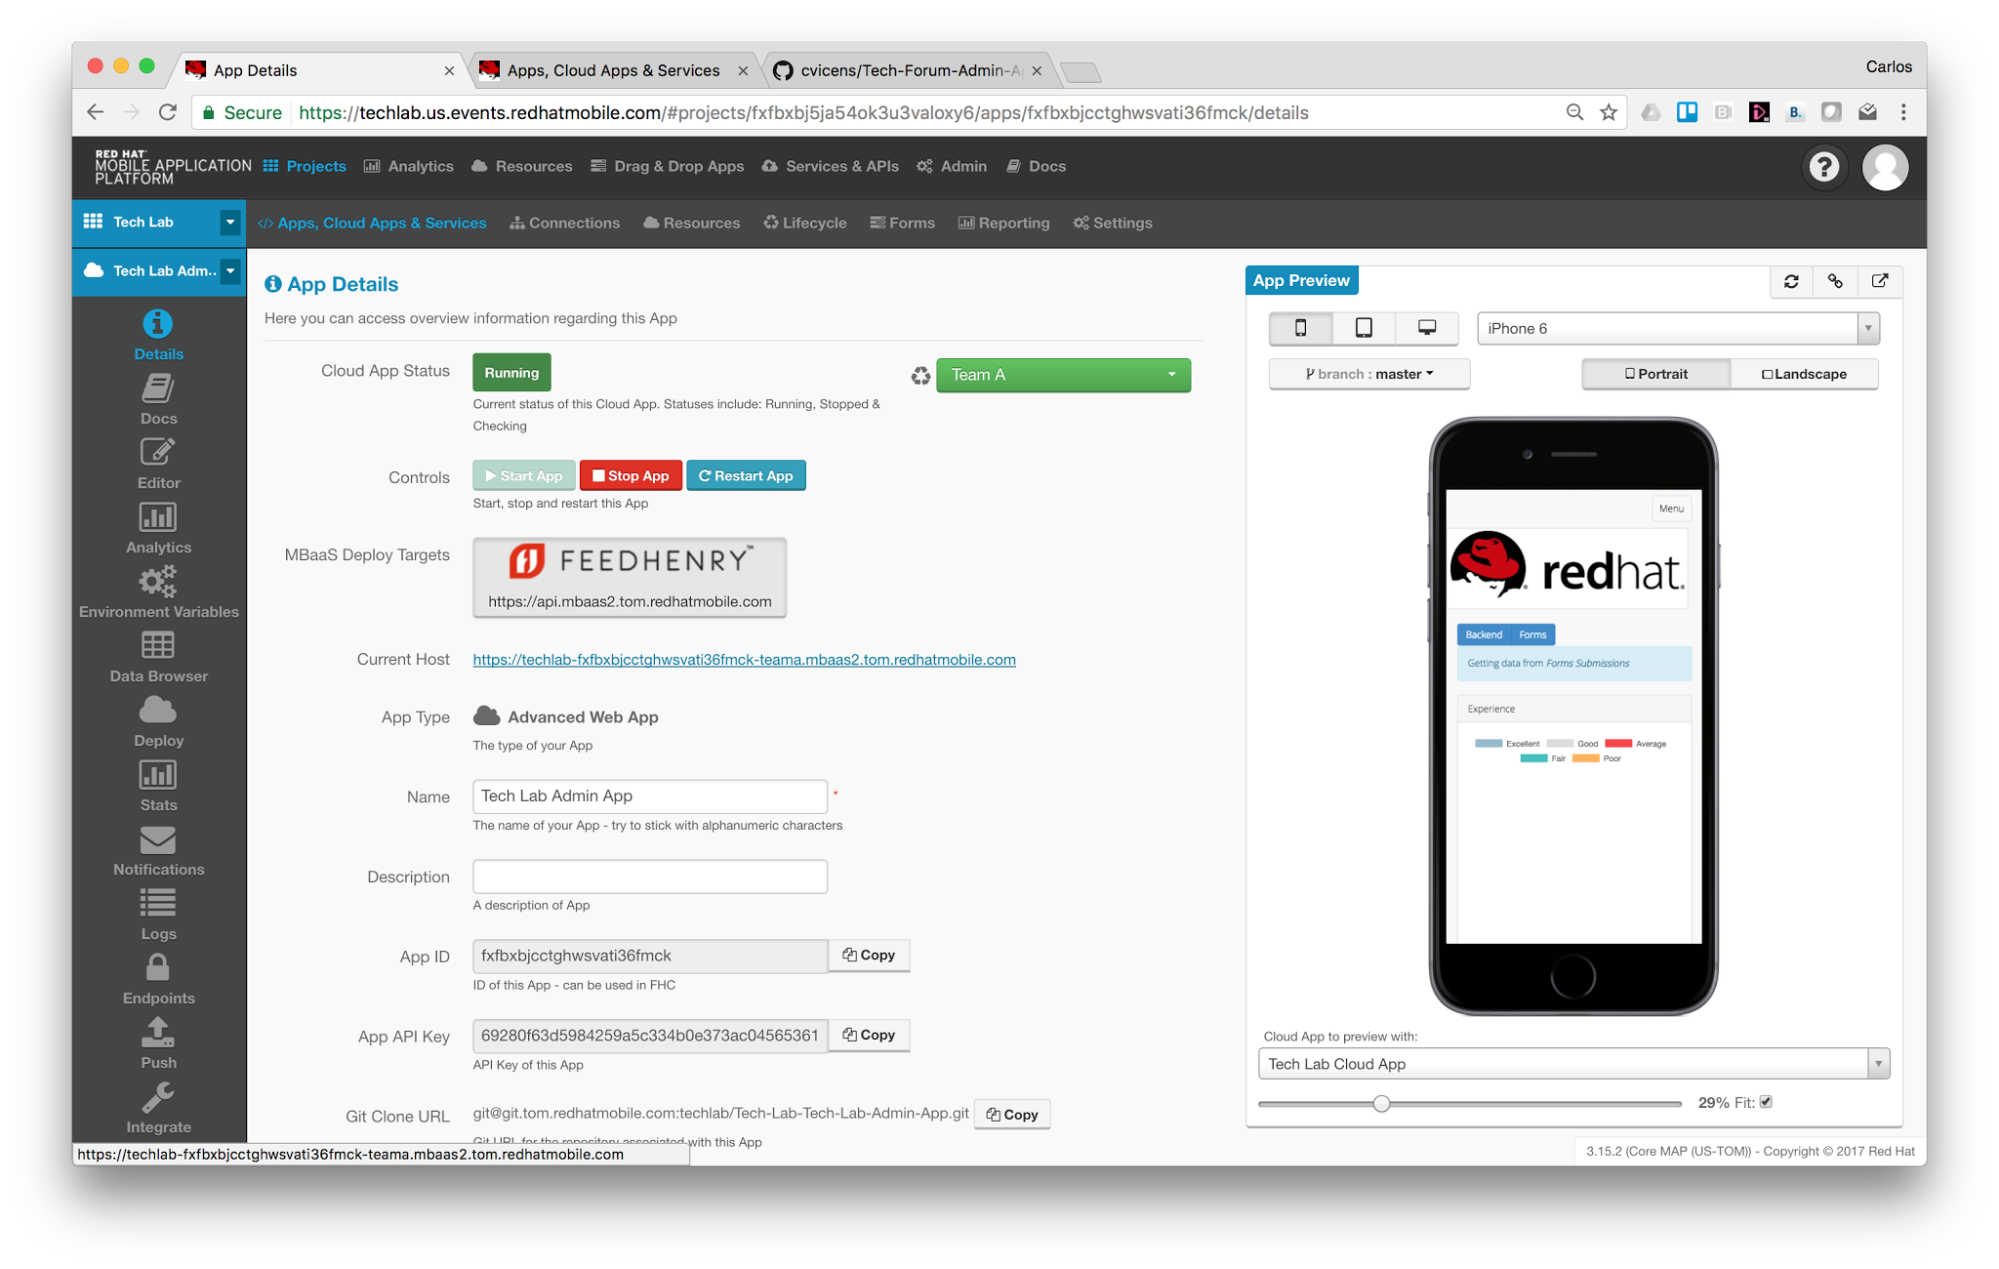 App Details
Apps, Cloud Apps & Services
cvicens/Tech-Forum-Admin-A
Carlos
Secure https://techlab.us.events.redhatmobile.com/#projects/fxfbxbj5ja54ok3u3valoxy6/apps/fxfbxbjcctghwsvati36fmck/details
RED HAT
MOBILE APPLICATION
PLATFORM
Projects Analytics Resources Drag & Drop Apps Services & APIs Admin Docs
Tech Lab
Apps, Cloud Apps & Services Connections Resources Lifecycle Forms Reporting Settings
Tech Lab Adm..
Details
Docs
Editor
Analytics
Environment Variables
Data Browser
Deploy
Stats
Notifications
Logs
Endpoints
Push
Integrate
App Details
Here you can access overview information regarding this App
Cloud App Status Running
Team A
Current status of this Cloud App. Statuses include: Running, Stopped &
Checking
Controls Start App Stop App Restart App
Start, stop and restart this App
MBaaS Deploy Targets
FEEDHENRY™
https://api.mbaas2.tom.redhatmobile.com
Current Host https://techlab-fxfbxbjcctghwsvati36fmck-teama.mbaas2.tom.redhatmobile.com
App Type Advanced Web App
The type of your App
Name Tech Lab Admin App *
The name of your App - try to stick with alphanumeric characters
Description
A description of App
App ID fxfbxbjcctghwsvati36fmck Copy
ID of this App - can be used in FHC
App API Key 69280f63d5984259a5c334b0e373ac04565361 Copy
API Key of this App
Git Clone URL git@git.tom.redhatmobile.com:techlab/Tech-Lab-Tech-Lab-Admin-App.git Copy
Git URL for the repository associated with this App
https://techlab-fxfbxbjcctghwsvati36fmck-teama.mbaas2.tom.redhatmobile.com
App Preview
iPhone 6
branch : master
Portrait Landscape
Menu
redhat.
Backend Forms
Getting data from Forms Submissions
Experience
Excellent Good Average
Fair Poor
Cloud App to preview with:
Tech Lab Cloud App
29% Fit:
3.15.2 (Core MAP (US-TOM)) - Copyright © 2017 Red Hat